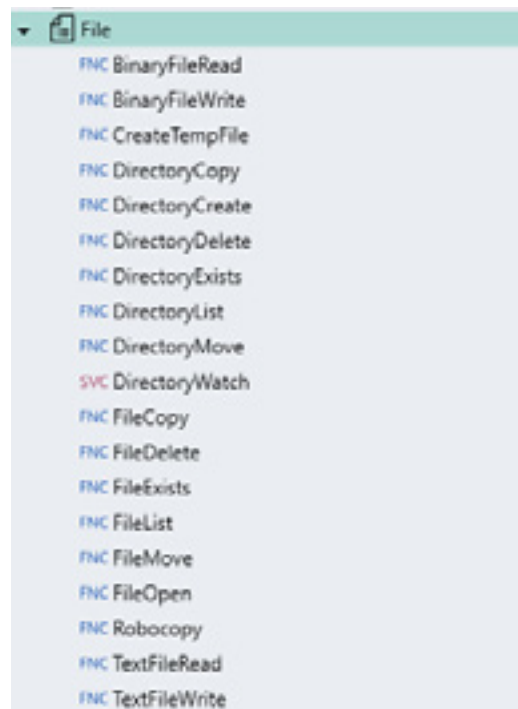 File
FNC BinaryFileRead
FNC BinaryFileWrite
FNC CreateTempFile
FNC DirectoryCopy
FNC DirectoryCreate
FNC DirectoryDelete
FNC DirectoryExists
FNC DirectoryList
FNC DirectoryMove
SVC DirectoryWatch
FNC FileCopy
FNC FileDelete
FNC FileExists
FNC FileList
FNC FileMove
FNC FileOpen
FNC Robocopy
FNC TextFileRead
FNC TextFileWrite